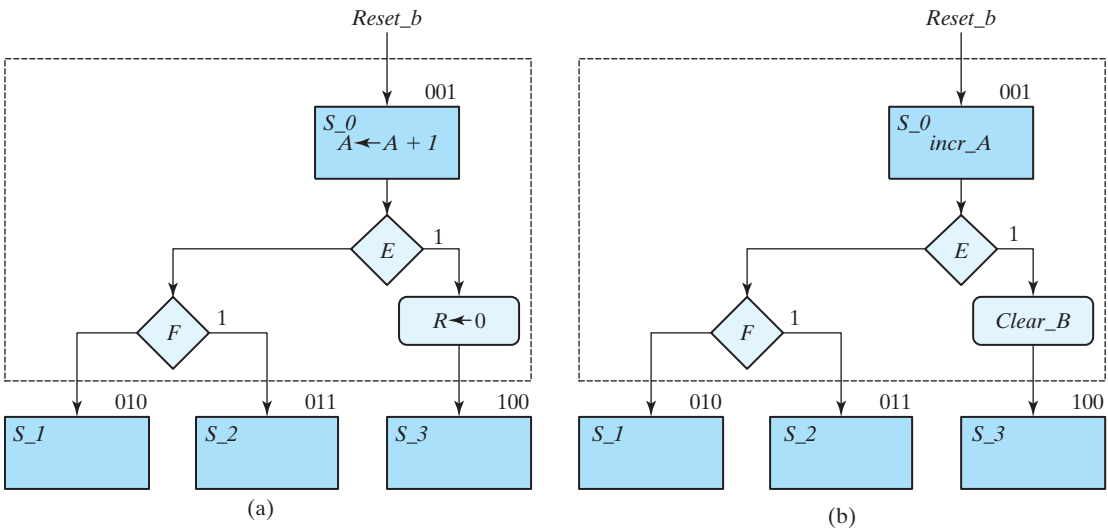 Reset_b
001
S_0
A ← A + 1
E
1
F
1
R ← 0
010
S_1
011
S_2
100
S_3
(a)
Reset_b
001
S_0
incr_A
E
1
F
1
Clear_B
010
S_1
011
S_2
100
S_3
(b)